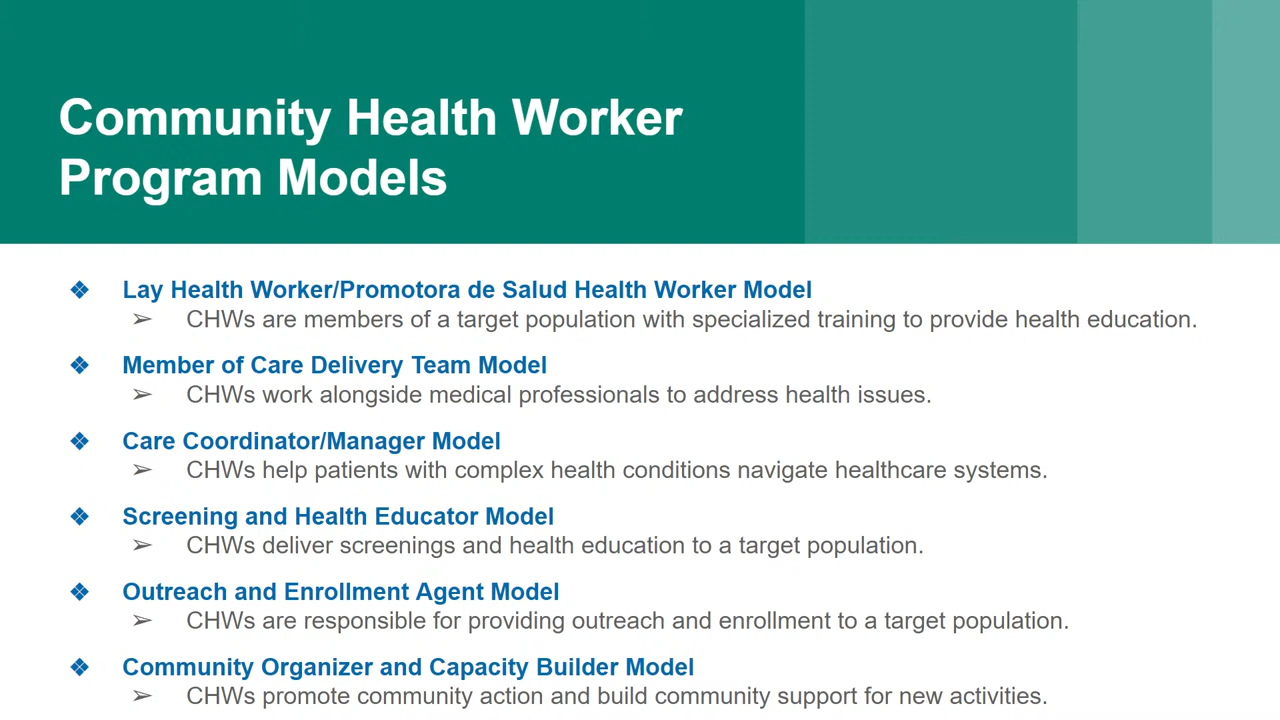 Community Health Worker
Program Models
❖ Lay Health Worker/Promotora de Salud Health Worker Model
➢ CHWs are members of a target population with specialized training to provide health education.
❖ Member of Care Delivery Team Model
➢ CHWs work alongside medical professionals to address health issues.
❖ Care Coordinator/Manager Model
➢ CHWs help patients with complex health conditions navigate healthcare systems.
❖ Screening and Health Educator Model
➢ CHWs deliver screenings and health education to a target population.
❖ Outreach and Enrollment Agent Model
➢ CHWs are responsible for providing outreach and enrollment to a target population.
❖ Community Organizer and Capacity Builder Model
➢ CHWs promote community action and build community support for new activities.